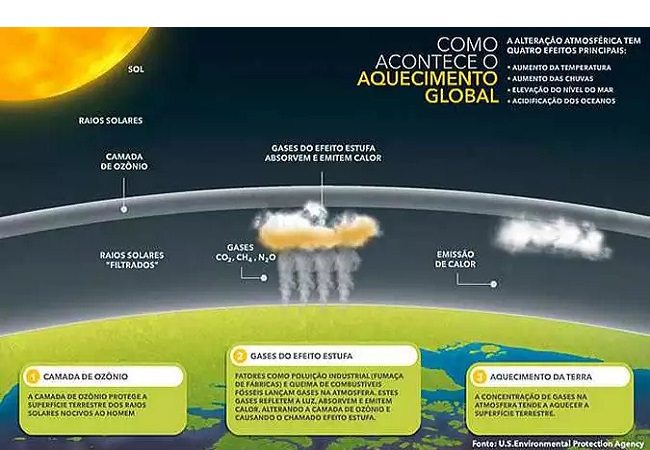 COMO
ACONTECE O
AQUECIMENTO
GLOBAL
A ALTERAÇÃO ATMOSFÉRICA TEM
QUATRO EFEITOS PRINCIPAIS:
• AUMENTO DA TEMPERATURA
• AUMENTO DAS CHUVAS
• ELEVAÇÃO DO NÍVEL DO MAR
• ACIDIFICAÇÃO DOS OCEANOS
SOL
RAIOS SOLARES
CAMADA
DE OZÔNIO
GASES DO EFEITO ESTUFA
ABSORVEM E EMITEM CALOR
RAIOS SOLARES
"FILTRADOS"
GASES
CO₂, CH₄ , N₂O
EMISSÃO
DE CALOR
1 CAMADA DE OZÔNIO
A CAMADA DE OZÔNIO PROTEGE A
SUPERFÍCIE TERRESTRE DOS RAIOS
SOLARES NOCIVOS AO HOMEM
2 GASES DO EFEITO ESTUFA
FATORES COMO POLUIÇÃO INDUSTRIAL (FUMAÇA
DE FÁBRICAS) E QUEIMA DE COMBUSTÍVEIS
FÓSSEIS LANÇAM GASES NA ATMOSFERA. ESTES
GASES REFLETEM A LUZ, ABSORVEM E EMITEM
CALOR, ALTERANDO A CAMADA DE OZÔNIO E
CAUSANDO O CHAMADO EFEITO ESTUFA.
3 AQUECIMENTO DA TERRA
A CONCENTRAÇÃO DE GASES NA
ATMOSFERA TENDE A AQUECER A
SUPERFÍCIE TERRESTRE.
Fonte: U.S.Environmental Protection Agency